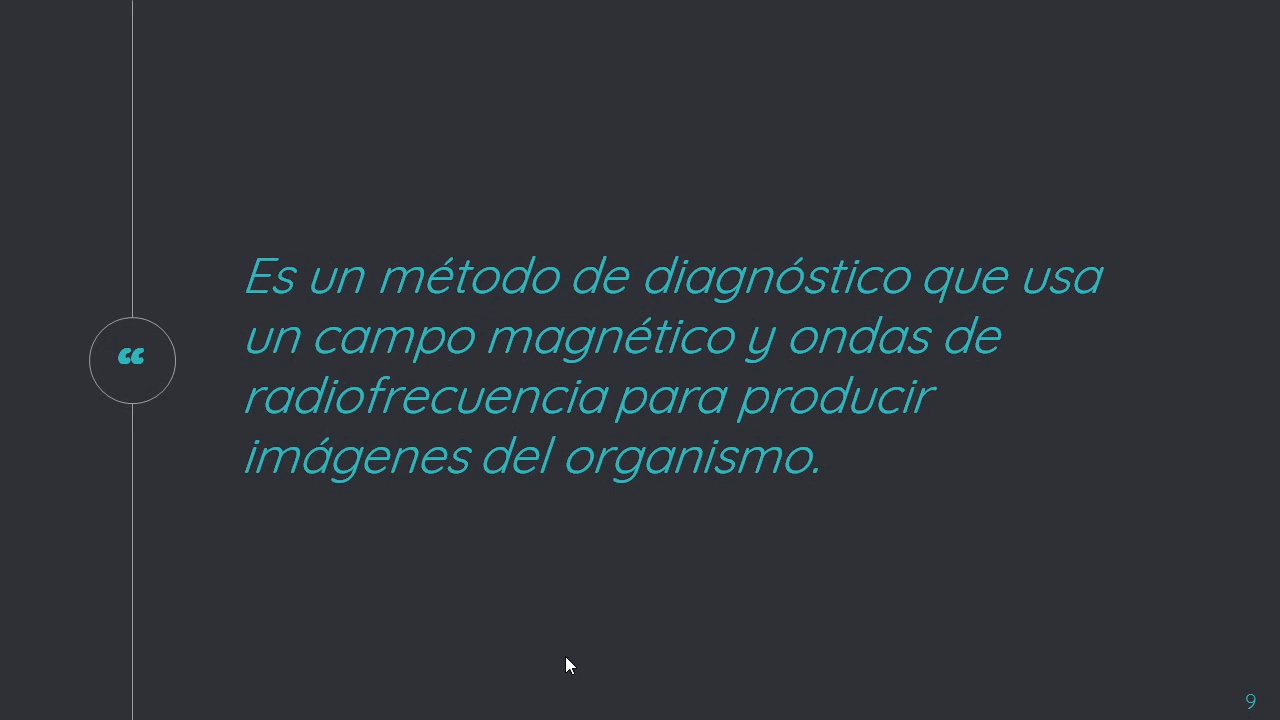 “
Es un método de diagnóstico que usa
un campo magnético y ondas de
radiofrecuencia para producir
imágenes del organismo.
9